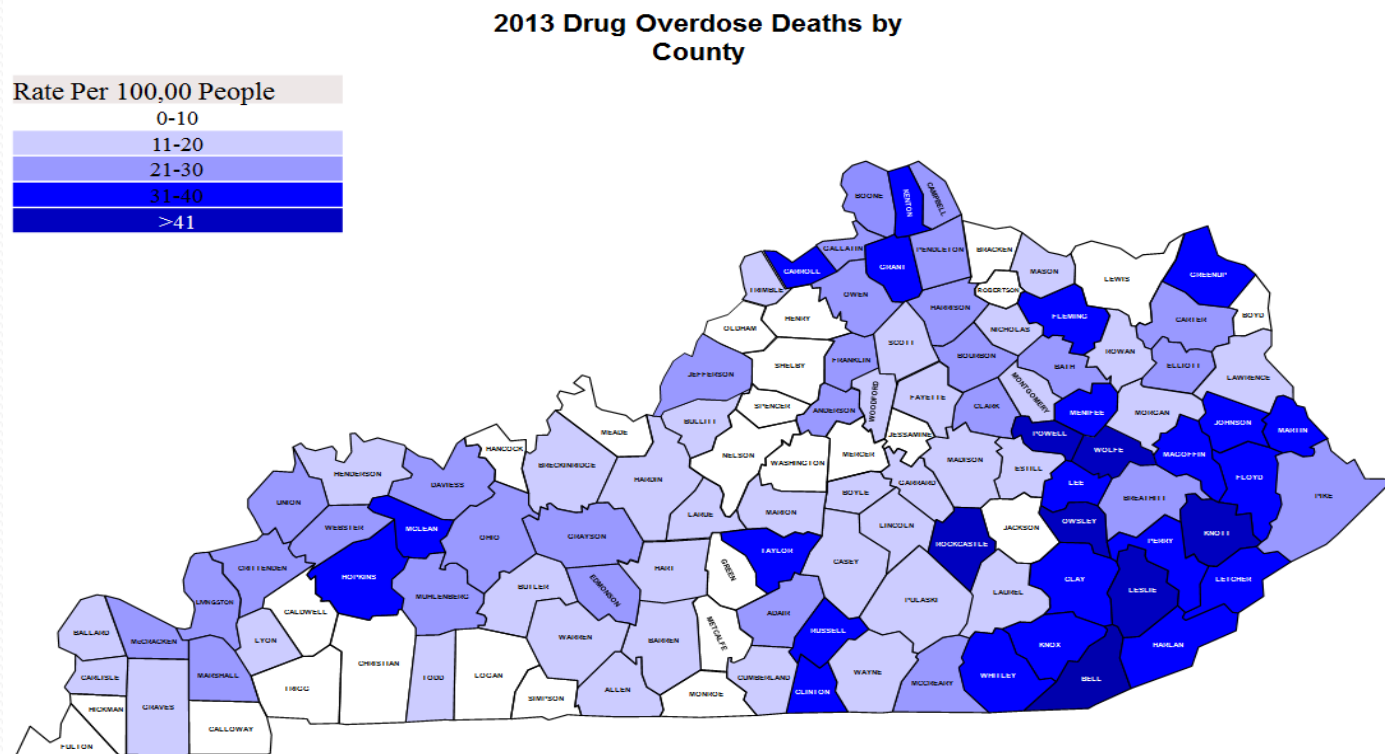 2013 Drug Overdose Deaths by
County
Rate Per 100,00 People
0-10
11-20
21-30
31-40
>41
BOONE
KENTON
CAMPBELL
GALLATIN
PENDLETON
BRACKEN
CARROLL
GRANT
MASON
LEWIS
GREENUP
TRIMBLE
OWEN
ROBERTSON
HENRY
HARRISON
FLEMING
CARTER
BOYD
OLDHAM
NICHOLAS
SCOTT
ROWAN
SHELBY
FRANKLIN
BOURBON
BATH
ELLIOTT
JEFFERSON
LAWRENCE
WOODFORD
FAYETTE
MONTGOMERY
SPENCER
ANDERSON
CLARK
MENIFEE
MORGAN
BULLITT
JOHNSON
MARTIN
MEADE
JESSAMINE
POWELL
HANCOCK
NELSON
WASHINGTON
MERCER
WOLFE
MAGOFFIN
BRECKINRIDGE
MADISON
ESTILL
HENDERSON
HARDIN
FLOYD
DAVIESS
GARRARD
LEE
BOYLE
BREATHITT
PIKE
UNION
LARUE
MARION
WEBSTER
MCLEAN
LINCOLN
JACKSON
OWSLEY
OHIO
GRAYSON
ROCKCASTLE
PERRY
KNOTT
TAYLOR
CASEY
CRITTENDEN
HOPKINS
HART
GREEN
CLAY
LETCHER
BUTLER
EDMONSON
MUHLENBERG
LAUREL
LESLIE
LIVINGSTON
PULASKI
CALDWELL
ADAIR
BALLARD
McCRACKEN
LYON
WARREN
BARREN
METCALFE
RUSSELL
KNOX
HARLAN
CHRISTIAN
CARLISLE
MARSHALL
TODD
LOGAN
CUMBERLAND
WAYNE
WHITLEY
BELL
MCCREARY
TRIGG
ALLEN
CLINTON
MONROE
SIMPSON
HICKMAN
GRAVES
CALLOWAY
FULTON